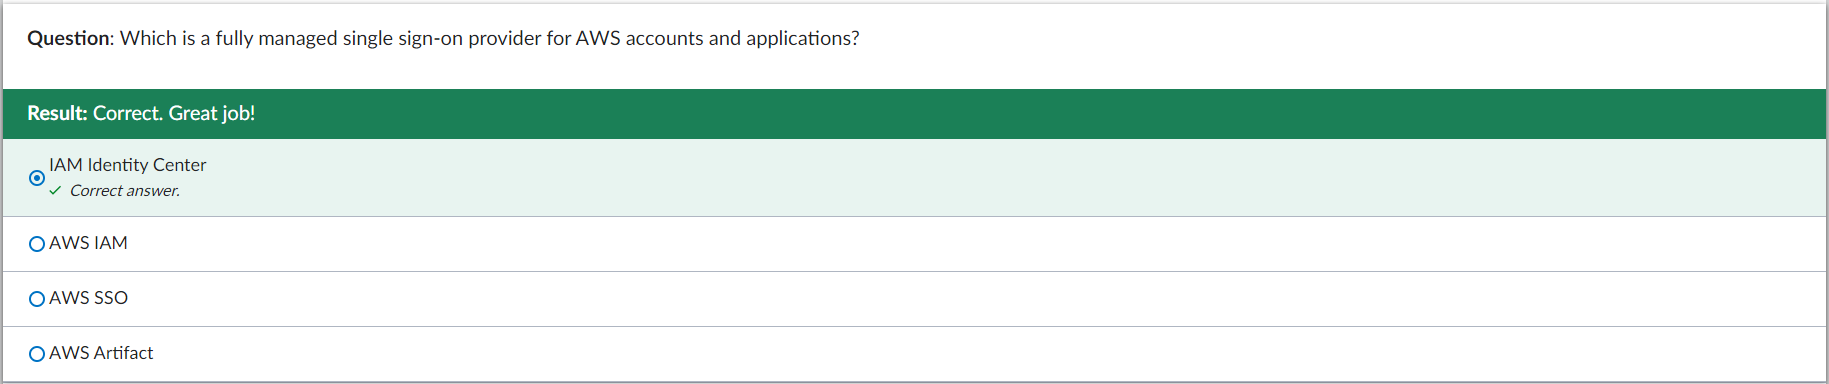 Question: Which is a fully managed single sign-on provider for AWS accounts and applications?
Result: Correct. Great job!
IAM Identity Center
✓ Correct answer.
AWS IAM
AWS SSO
AWS Artifact